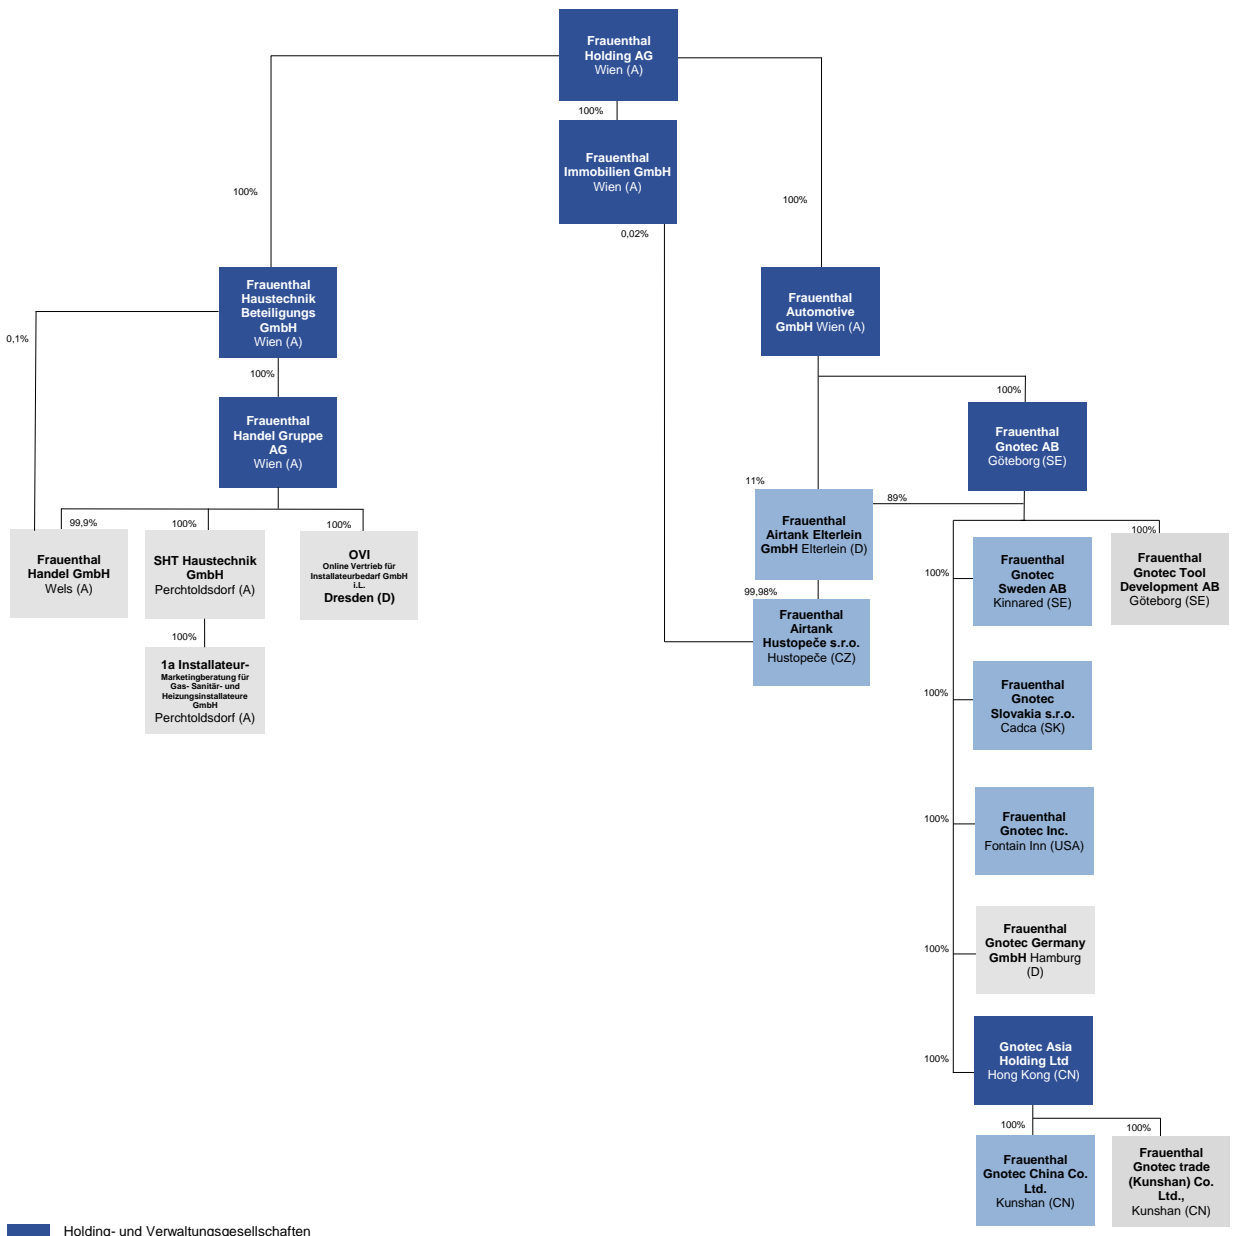 Frauenthal
Holding AG
Wien (A)
100%
Frauenthal
Immobilien GmbH
Wien (A)
100%
100%
0,02%
Frauenthal
Haustechnik
Beteiligungs
GmbH
Wien (A)
Frauenthal
Automotive
GmbH Wien (A)
0,1%
100%
100%
Frauenthal
Handel Gruppe
AG
Wien (A)
Frauenthal
Gnotec AB
Göteborg (SE)
11%
89%
99,9%
100%
100%
Frauenthal
Handel GmbH
Wels (A)
SHT Haustechnik
GmbH
Perchtoldsdorf (A)
OVI
Online Vertrieb für
Installateurbedarf GmbH
i.L.
Dresden (D)
Frauenthal
Airtank Elterlein
GmbH Elterlein (D)
100%
100%
Frauenthal
Gnotec
Sweden AB
Kinnared (SE)
Frauenthal
Gnotec Tool
Development AB
Göteborg (SE)
99,98%
Frauenthal
Airtank
Hustopeče s.r.o.
Hustopeče (CZ)
100%
1a Installateur-
Marketingberatung für
Gas- Sanitär- und
Heizungsinstallateure
GmbH
Perchtoldsdorf (A)
100%
Frauenthal
Gnotec
Slovakia s.r.o.
Cadca (SK)
100%
Frauenthal
Gnotec Inc.
Fontain Inn (USA)
100%
Frauenthal
Gnotec Germany
GmbH Hamburg
(D)
100%
Gnotec Asia
Holding Ltd
Hong Kong (CN)
100%
100%
Frauenthal
Gnotec China Co.
Ltd.
Kunshan (CN)
Frauenthal
Gnotec trade
(Kunshan) Co.
Ltd.,
Kunshan (CN)
Holding- und Verwaltungsgesellschaften